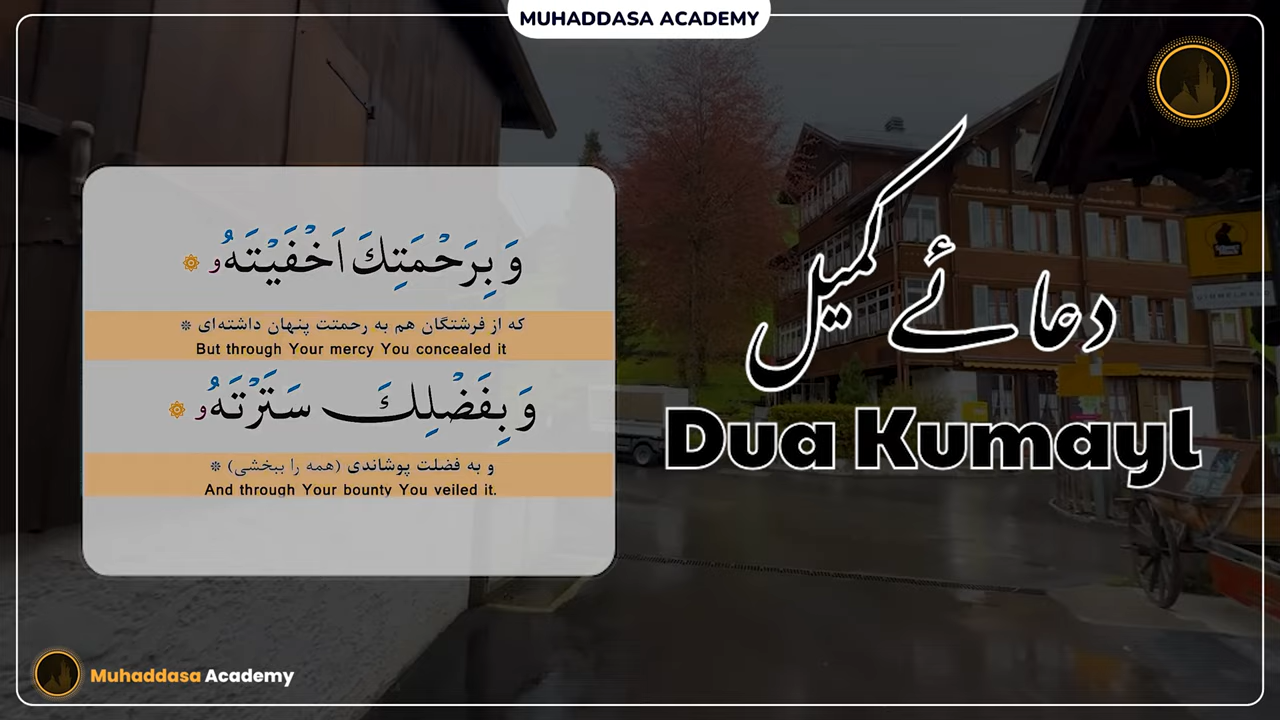 MUHADDASA ACADEMY
وَ بِرَحْمَتِكَ اَخْفَيْتَهُ و ۞
که از فرشتگان هم به رحمتت پنهان داشته‌ای ❊
But through Your mercy You concealed it
وَ بِفَضْلِكَ سَتَرْتَهُ و ۞
و به فضلت پوشاندی (همه را ببخشی) ❊
And through Your bounty You veiled it.
دعائے کمیل
Dua Kumayl
Muhaddasa Academy